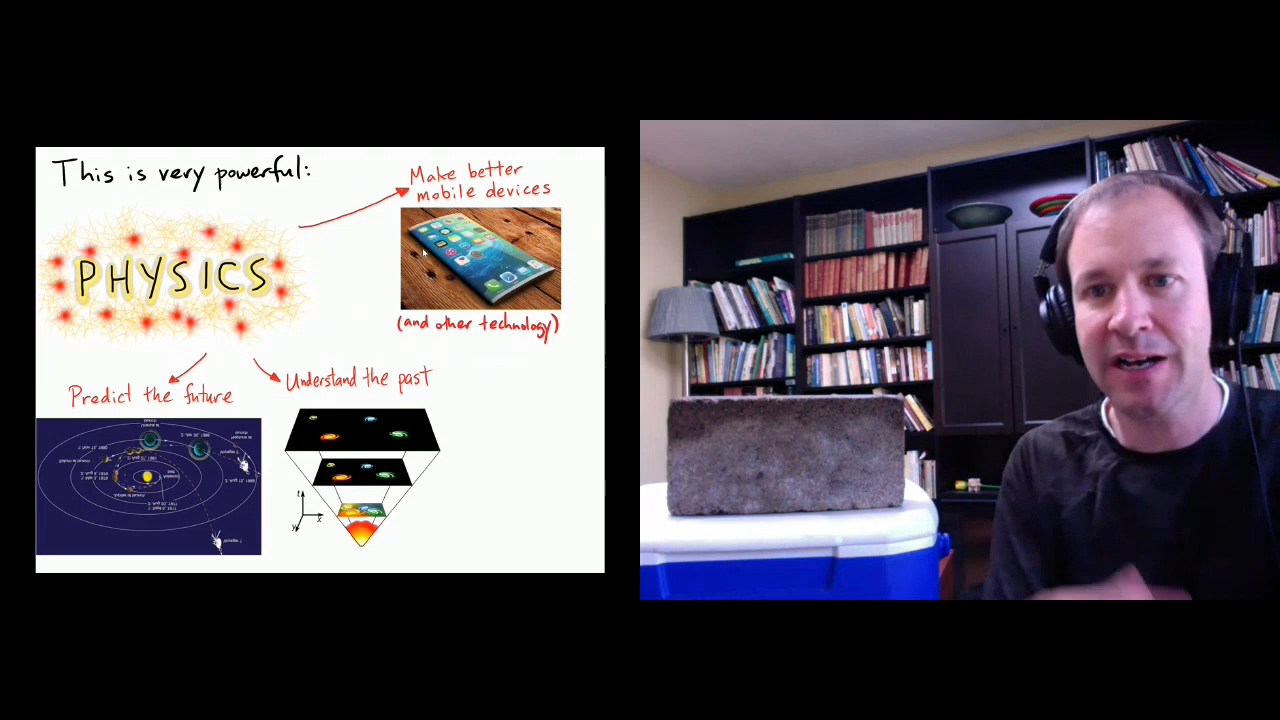 This is very powerful:
Make better
mobile devices
PHYSICS
(and other technology)
Predict the future
Understand the past
t
y
x